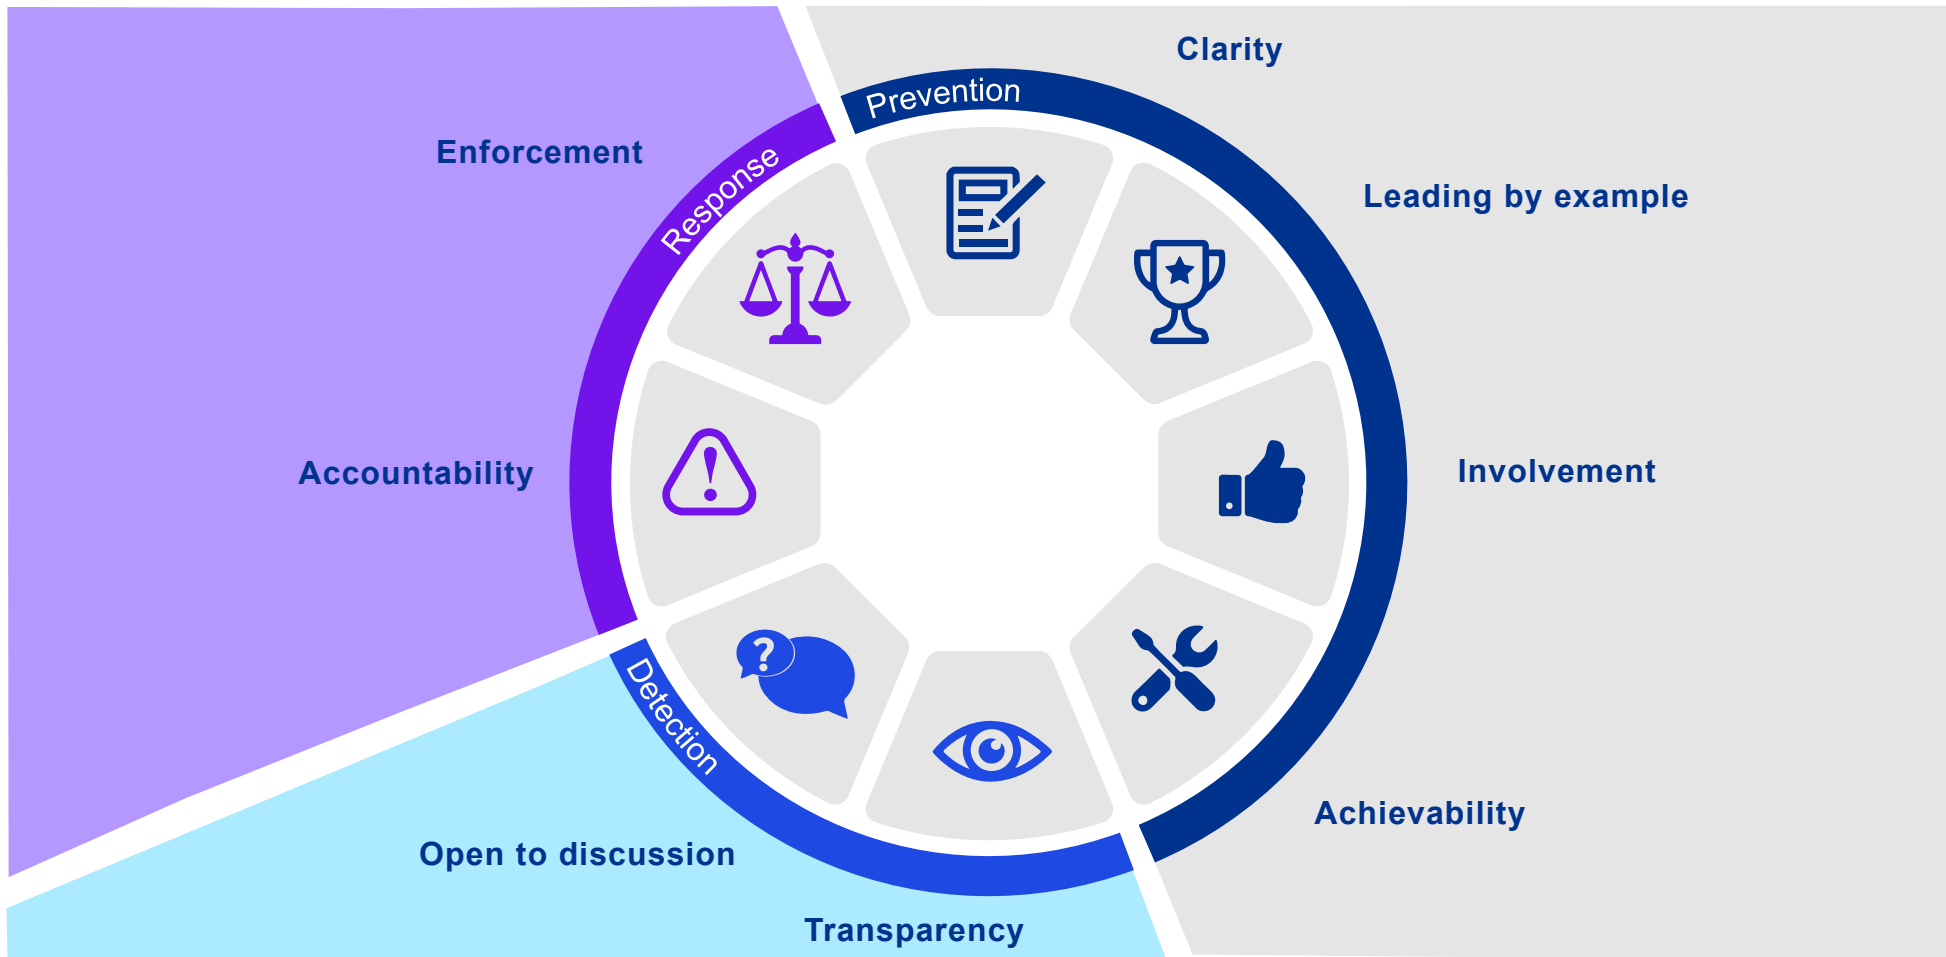 Clarity
Prevention
Enforcement
Response
Leading by example
Accountability
Involvement
?
Detection
Achievability
Open to discussion
Transparency